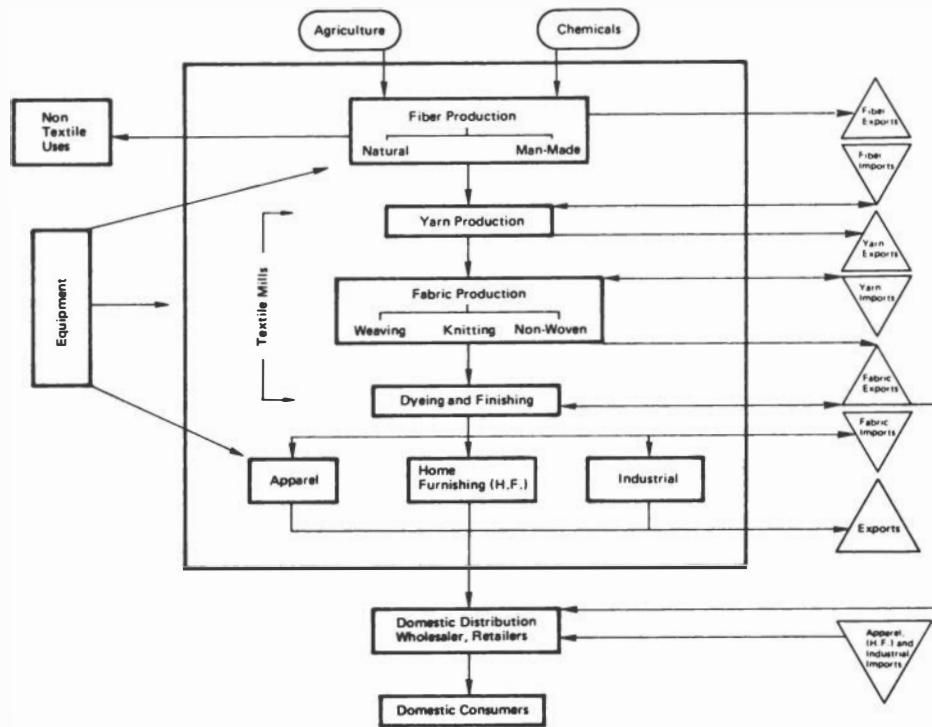 Agriculture
Chemicals
Non
Textile
Uses
Fiber Production
Natural
Man-Made
Fiber
Exports
Fiber
Imports
Yarn Production
Yarn
Exports
Equipment
Textile Mills
Fabric Production
Weaving
Knitting
Non-Woven
Yarn
Imports
Fabric
Exports
Dyeing and Finishing
Fabric
Imports
Apparel
Home
Furnishing (H.F.)
Industrial
Exports
Domestic Distribution
Wholesaler, Retailers
Apparel,
(H.F.) and
Industrial
Imports
Domestic Consumers